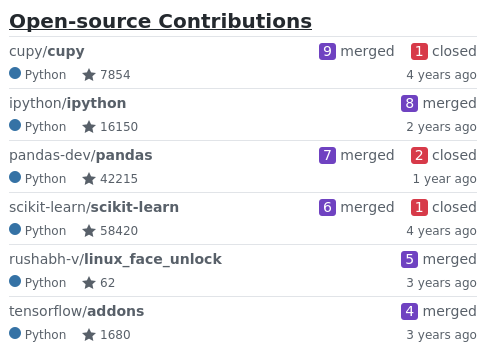 Open-source Contributions
cupy/cupy 9 merged 1 closed
Python 7854 4 years ago
ipython/ipython 8 merged
Python 16150 2 years ago
pandas-dev/pandas 7 merged 2 closed
Python 42215 1 year ago
scikit-learn/scikit-learn 6 merged 1 closed
Python 58420 4 years ago
rushabh-v/linux_face_unlock 5 merged
Python 62 3 years ago
tensorflow/addons 4 merged
Python 1680 3 years ago